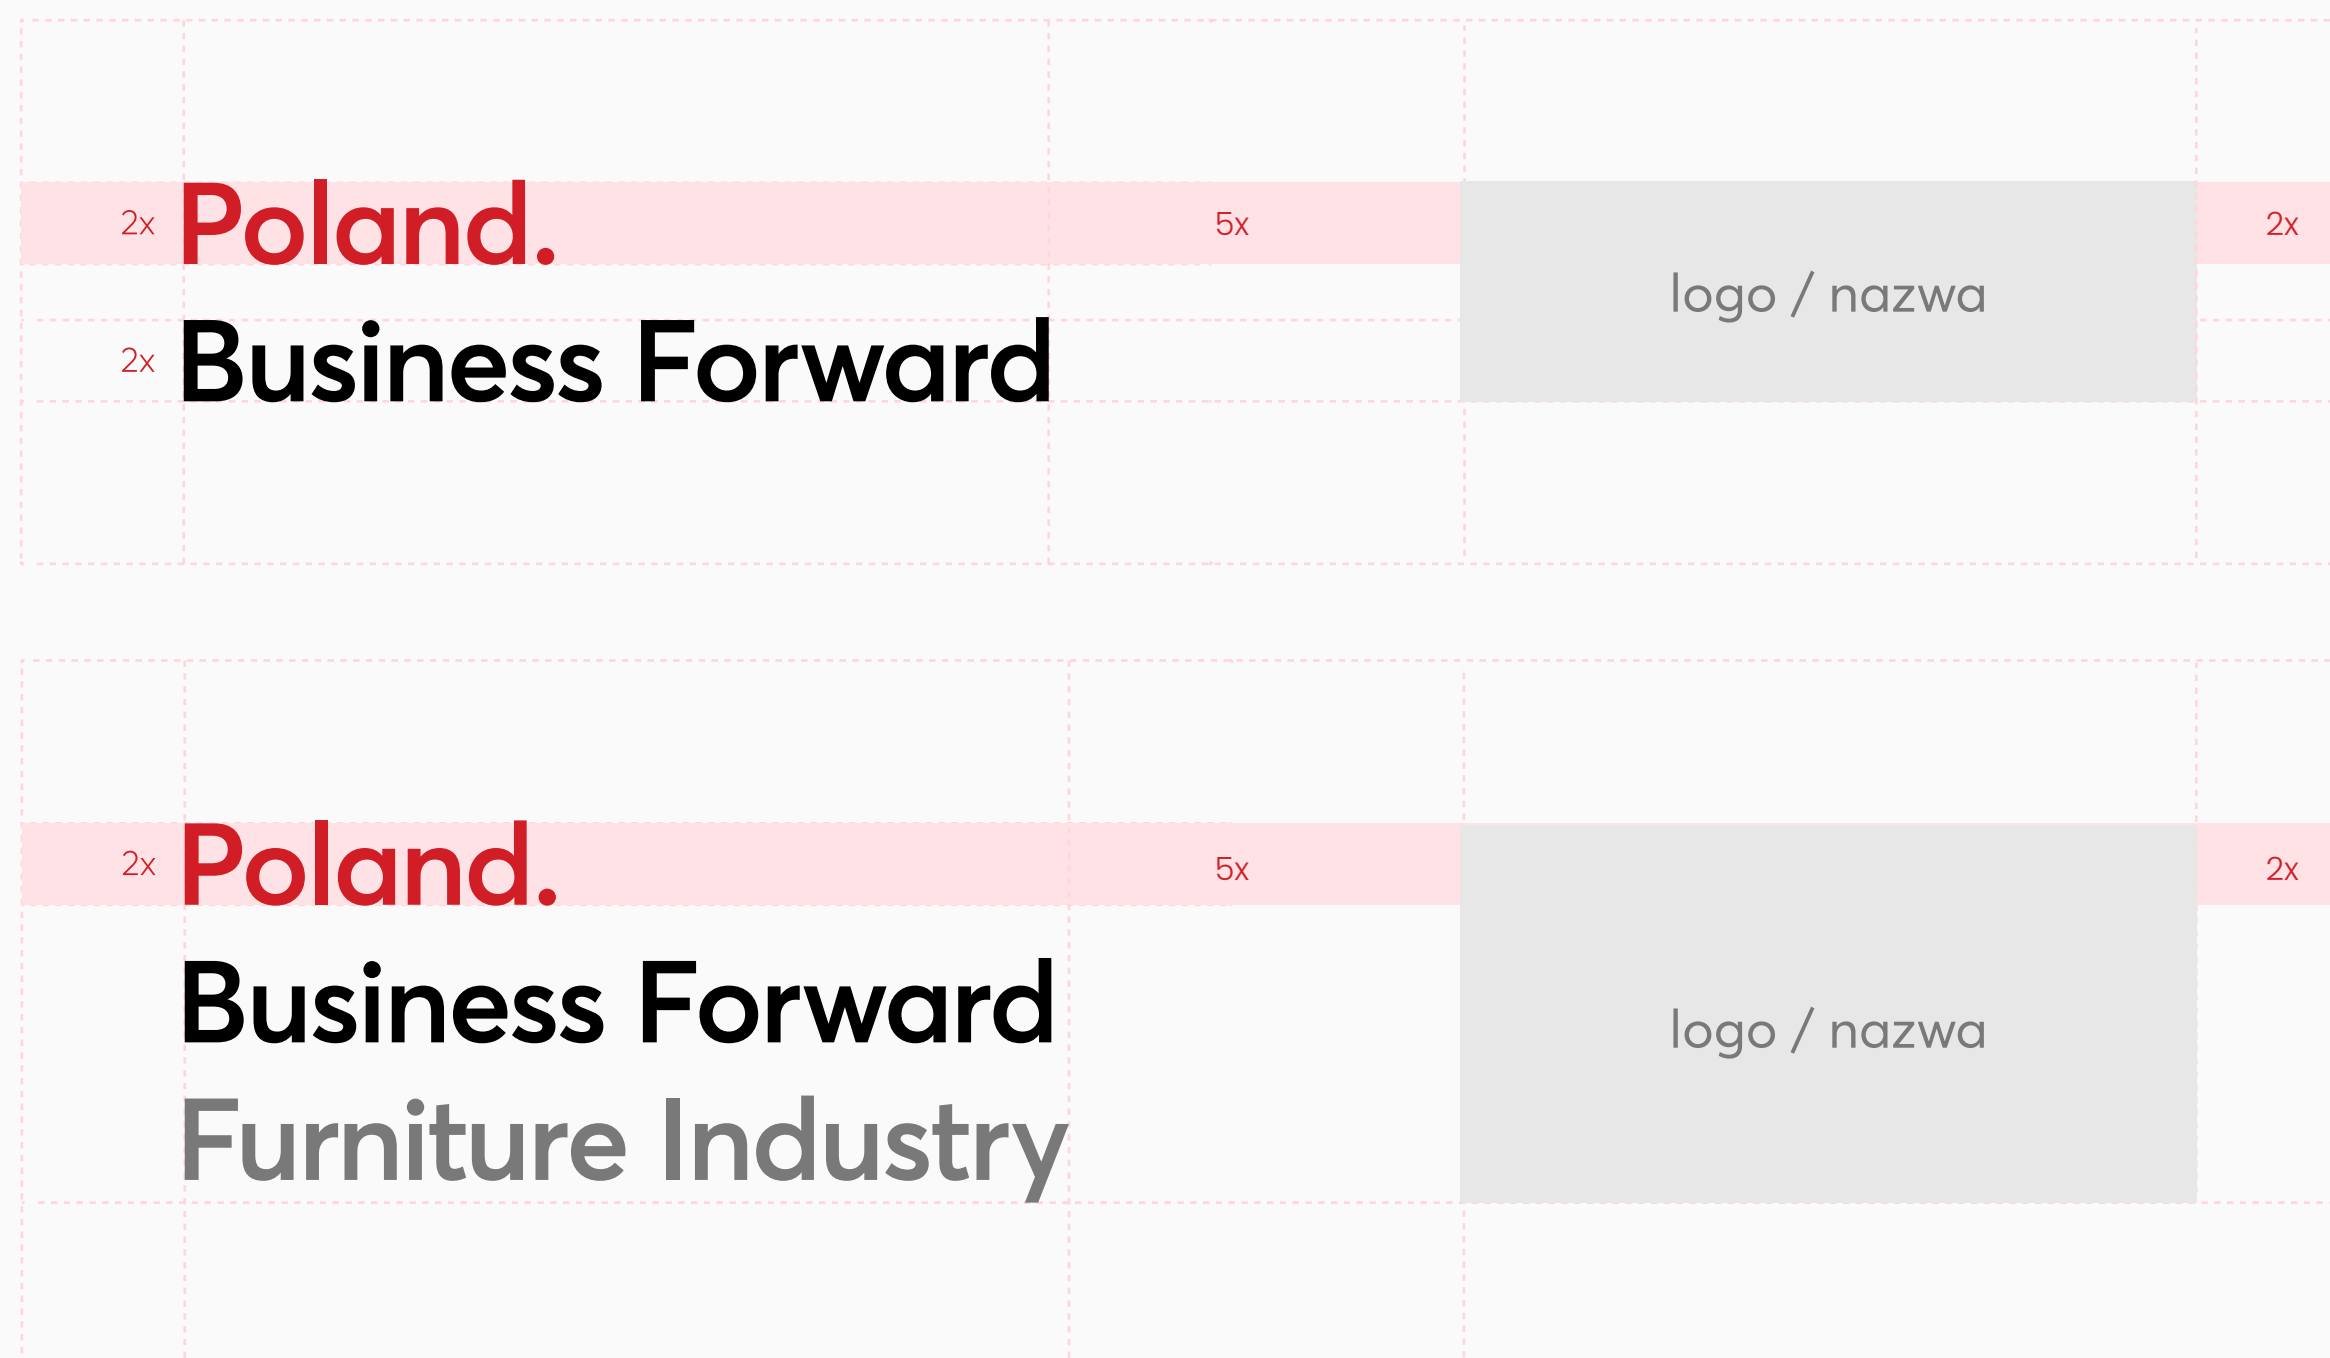 2x Poland. 5x 2x
logo / nazwa
2x Business Forward
2x Poland. 5x 2x
Business Forward
logo / nazwa
Furniture Industry